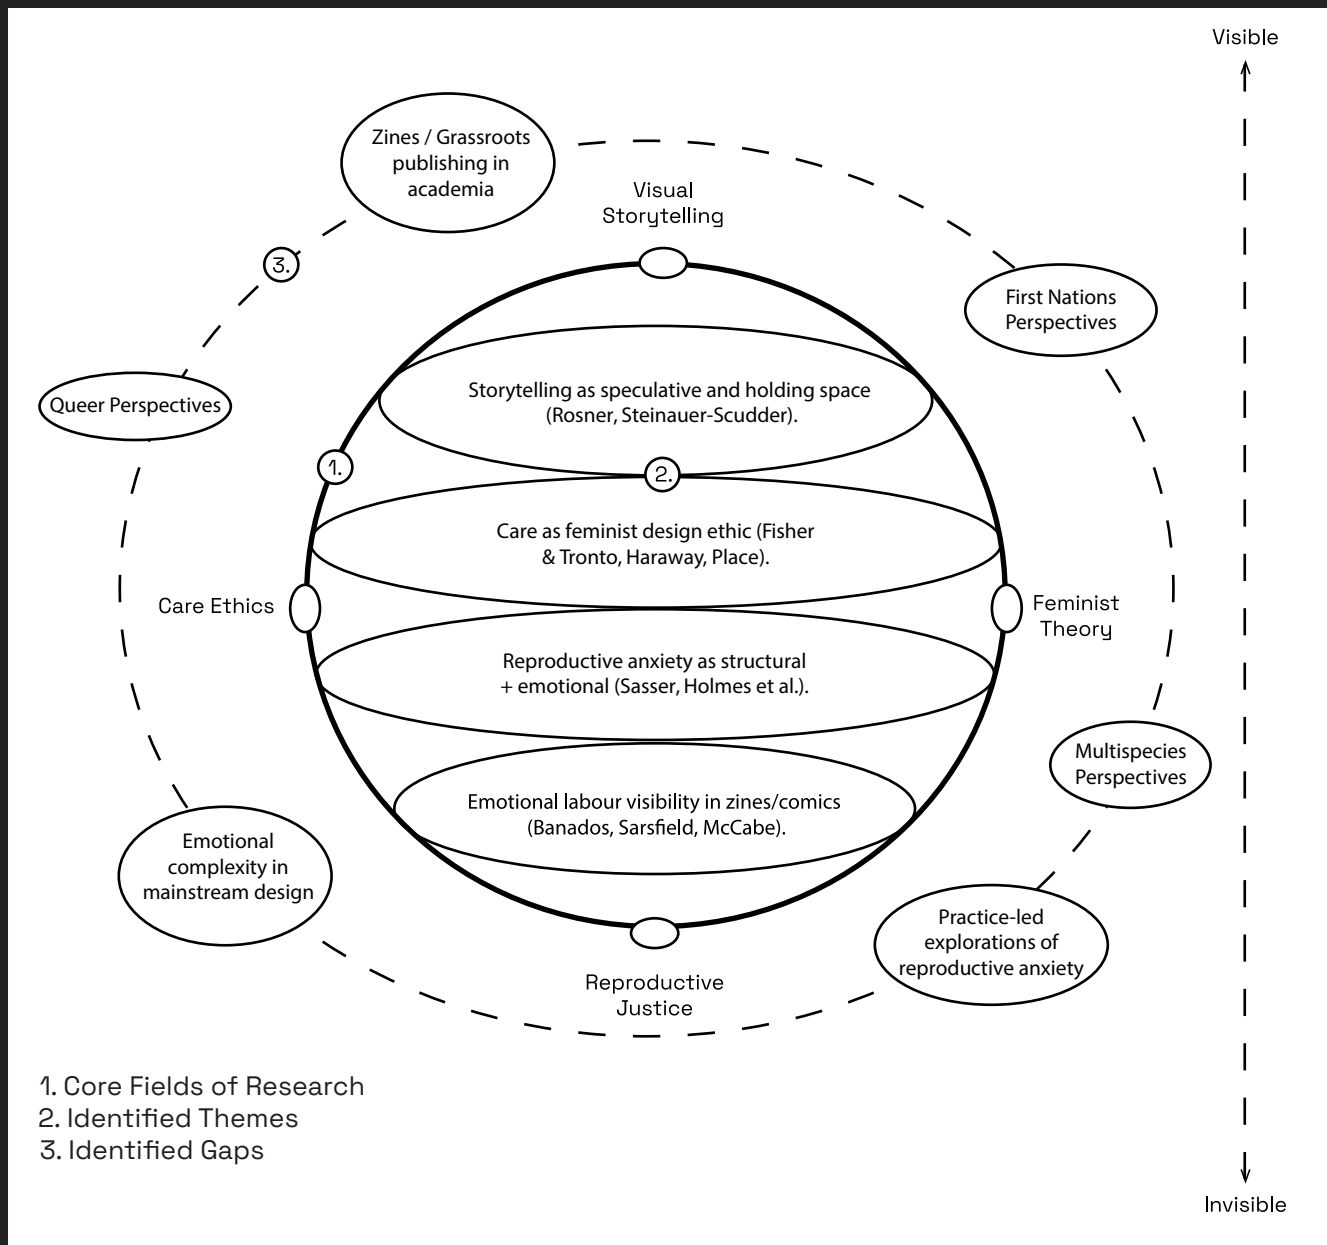 Visible
Zines / Grassroots
publishing in
academia
Visual
Storytelling
3.
First Nations
Perspectives
Queer Perspectives
Storytelling as speculative and holding space
(Rosner, Steinauer-Scudder).
1.
2.
Care as feminist design ethic (Fisher
& Tronto, Haraway, Place).
Care Ethics
Feminist
Theory
Reproductive anxiety as structural
+ emotional (Sasser, Holmes et al.).
Multispecies
Perspectives
Emotional labour visibility in zines/comics
(Banados, Sarsfield, McCabe).
Emotional
complexity in
mainstream design
Practice-led
explorations of
reproductive anxiety
Reproductive
Justice
1. Core Fields of Research
2. Identified Themes
3. Identified Gaps
Invisible